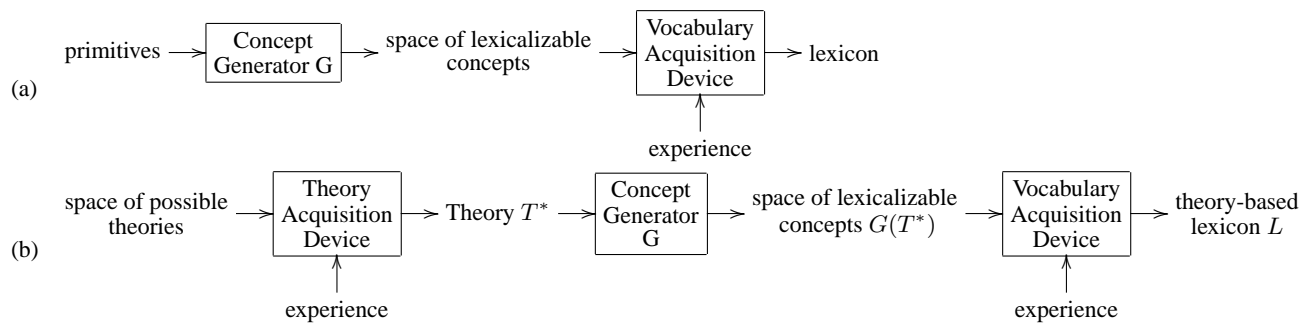 (a)
primitives
Concept
Generator G
space of lexicalizable
concepts
Vocabulary
Acquisition
Device
lexicon
experience
(b)
space of possible
theories
Theory
Acquisition
Device
Theory T*
Concept
Generator
G
space of lexicalizable
concepts G(T*)
Vocabulary
Acquisition
Device
theory-based
lexicon L
experience
experience